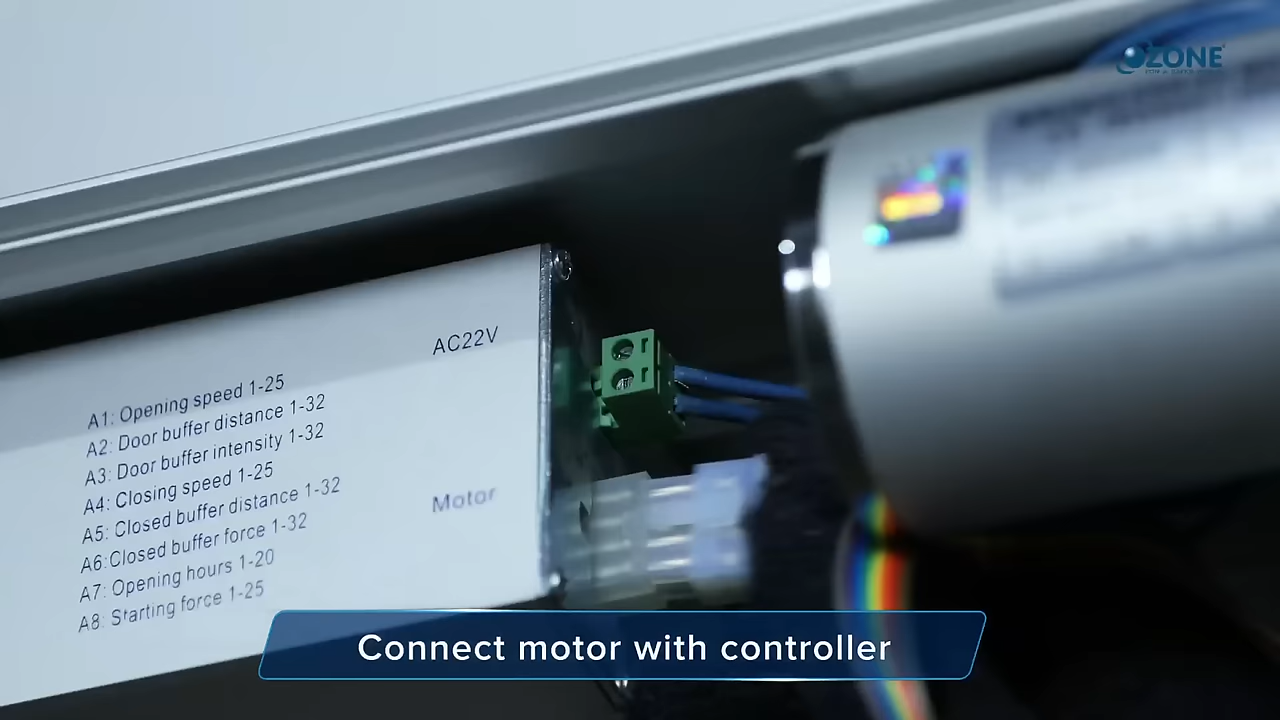 OZONE
AC22V
A1: Opening speed 1-25
A2: Door buffer distance 1-32
A3: Door buffer intensity 1-32
A4: Closing speed 1-25
A5: Closed buffer distance 1-32
A6:Closed buffer force 1-32
A7: Opening hours 1-20
A8: Starting force 1-25
Motor
Connect motor with controller